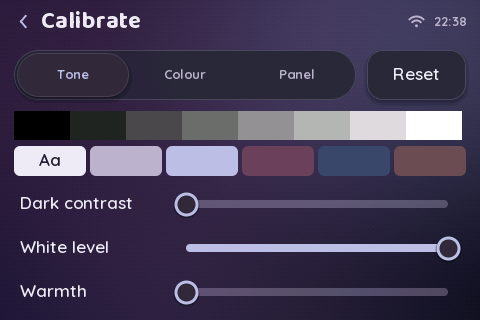 Calibrate
22:38
Tone
Colour
Panel
Reset
Aa
Dark contrast
White level
Warmth